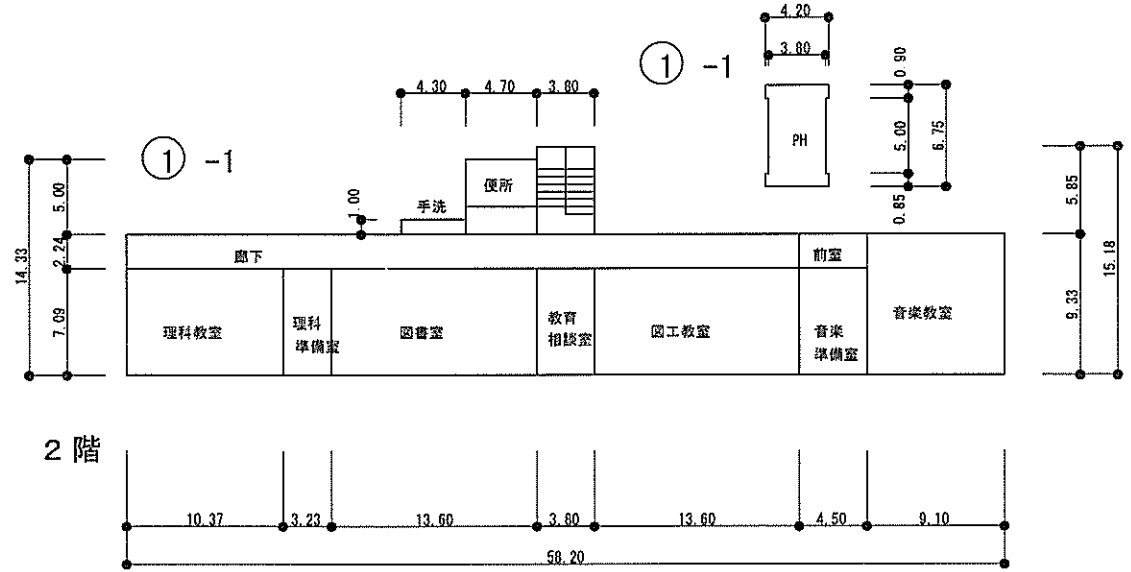 4.20
3.80
① -1
0.90
5.00
6.75
0.85
PH
4.30 4.70 3.80
① -1
14.33
5.00
2.24
7.09
1.00
手洗
便所
5.85
15.18
9.33
廊下
前室
理科教室
理科
準備室
図書室
教育
相談室
図工教室
音楽
準備室
音楽教室
2階
10.37 3.23 13.60 3.80 13.60 4.50 9.10
58.20